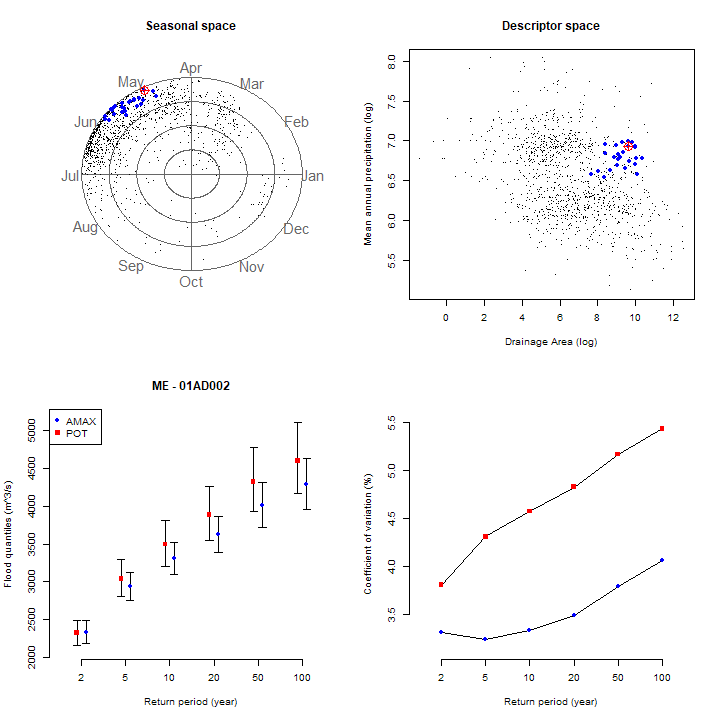 Seasonal space
Apr
May
Mar
Jun
Feb
Jul
Jan
Aug
Dec
Sep
Nov
Oct
Descriptor space
Mean annual precipitation (log)
8.0
7.5
7.0
6.5
6.0
5.5
0 2 4 6 8 10 12
Drainage Area (log)
ME - 01AD002
AMAX
POT
Flood quantiles (m^3/s)
5000
4500
4000
3500
3000
2500
2000
2 5 10 20 50 100
Return period (year)
Coefficient of variation (%)
5.5
5.0
4.5
4.0
3.5
2 5 10 20 50 100
Return period (year)